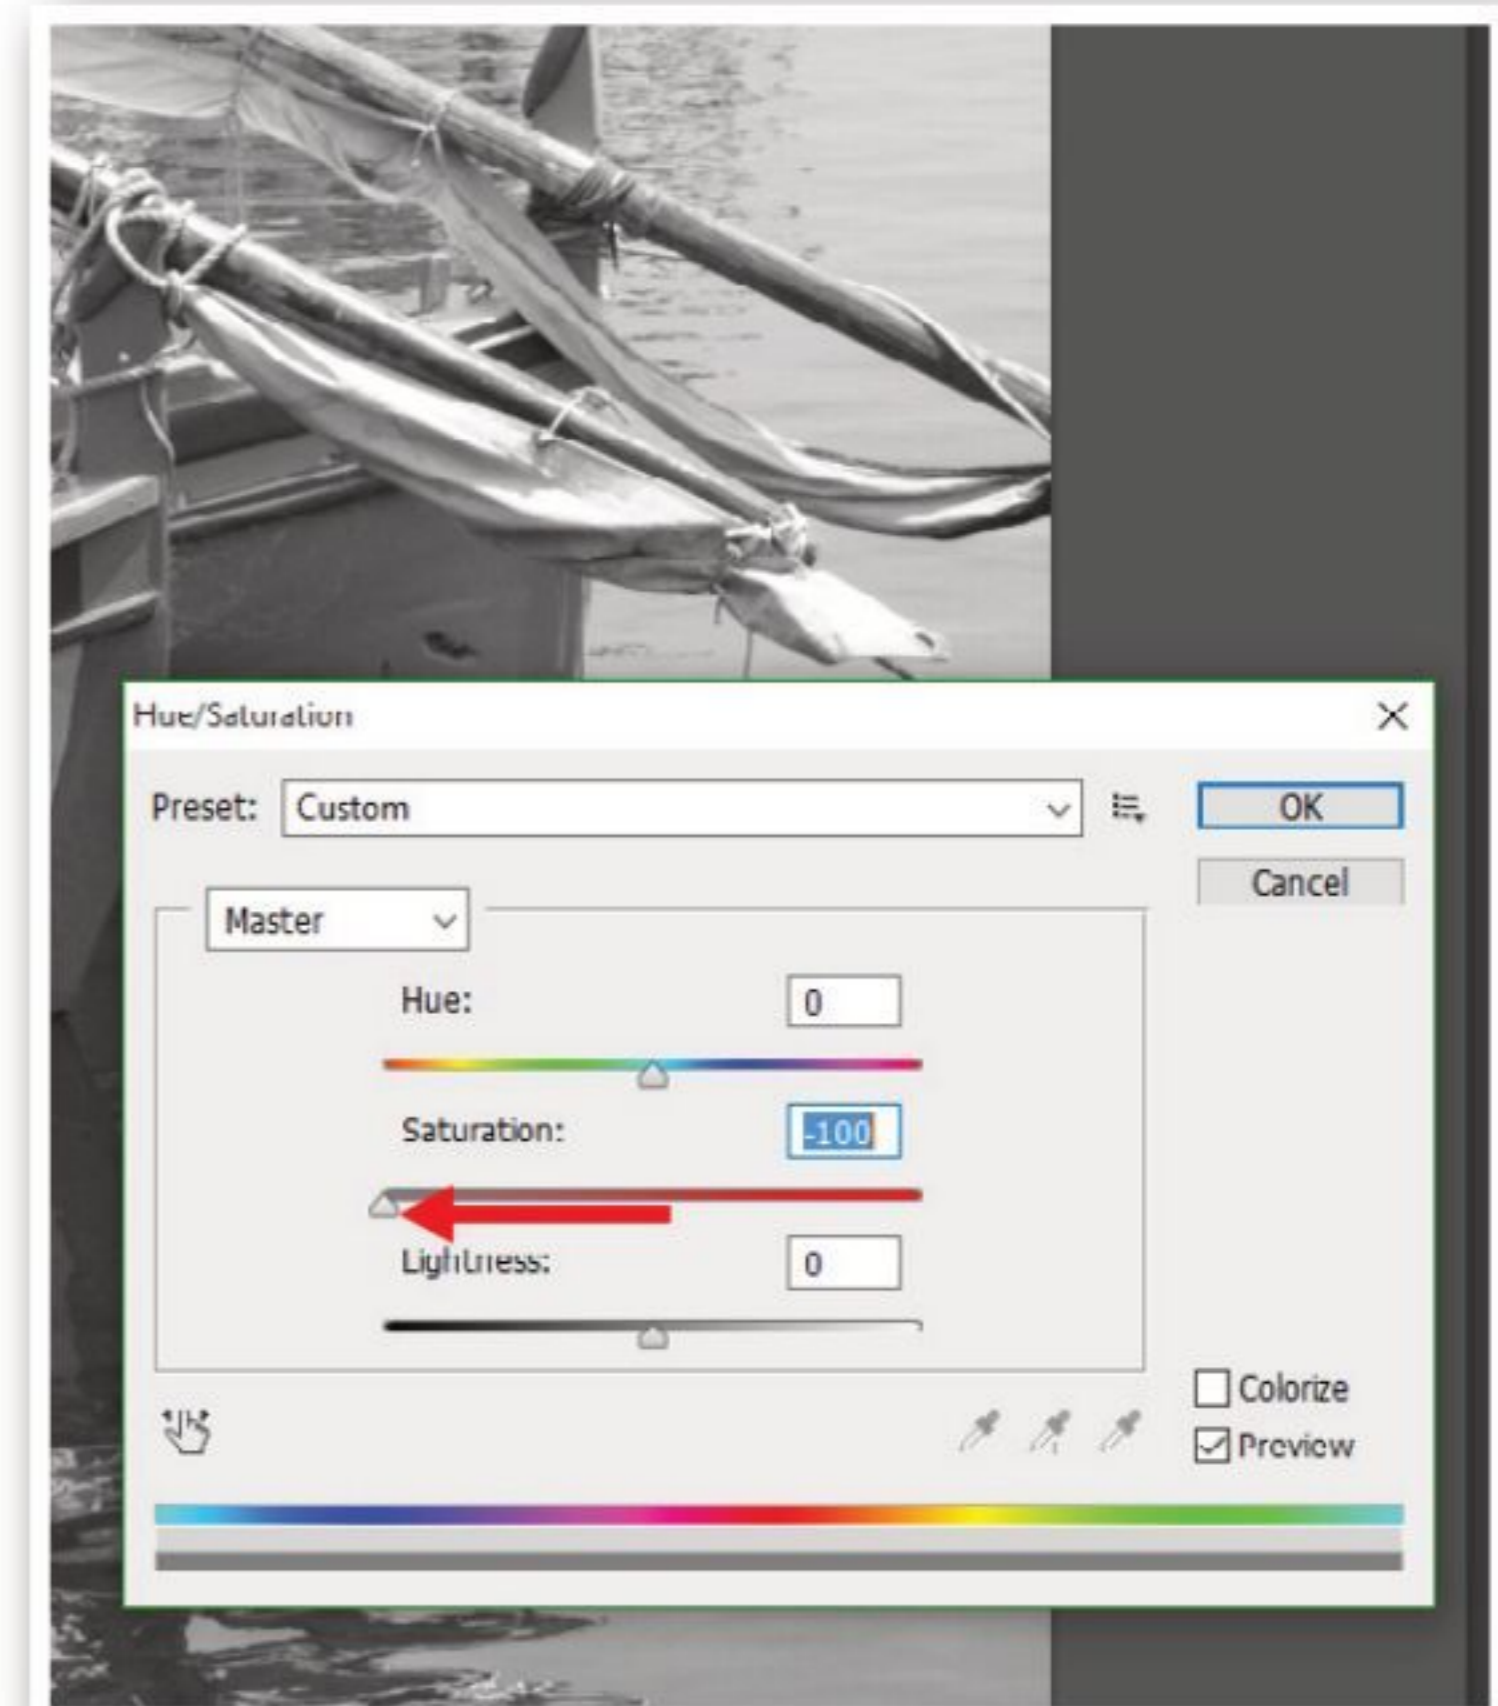 Hue/Saturation
Preset: Custom
OK
Cancel
Master
Hue: 0
Saturation: -100
Lightness: 0
Colorize
Preview